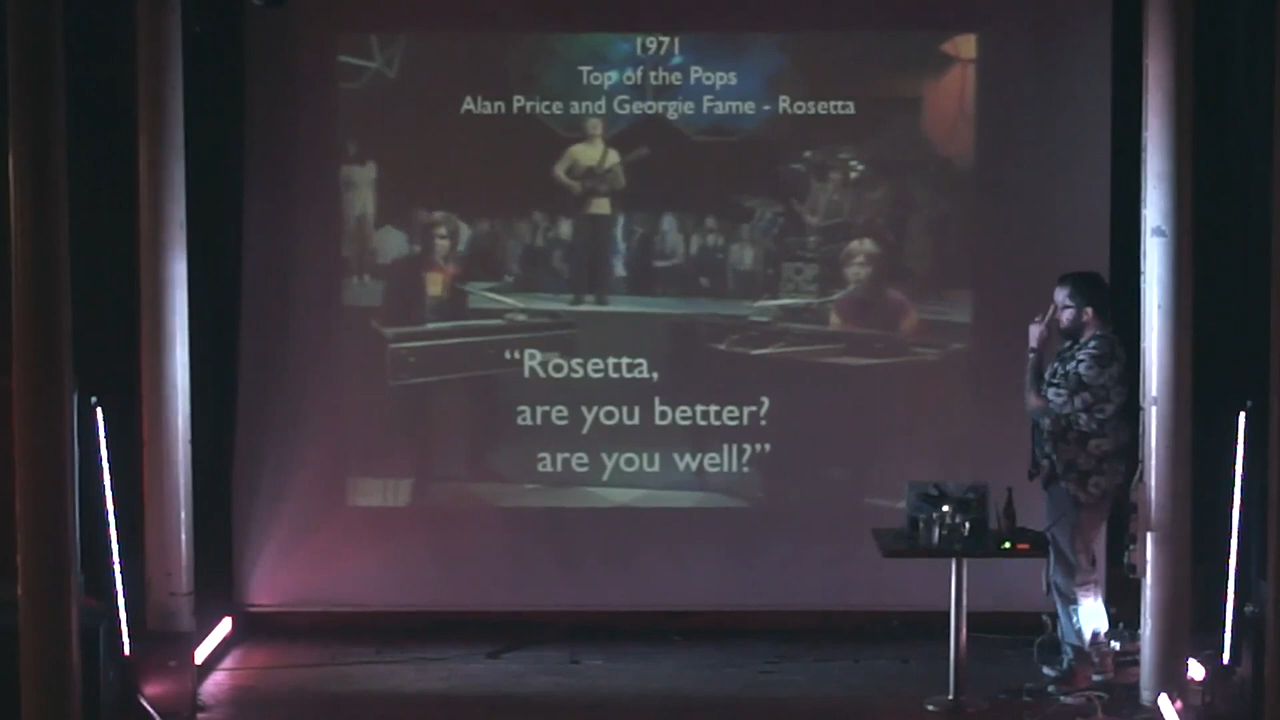 1971
Top of the Pops
Alan Price and Georgie Fame - Rosetta
“Rosetta,
are you better?
are you well?”